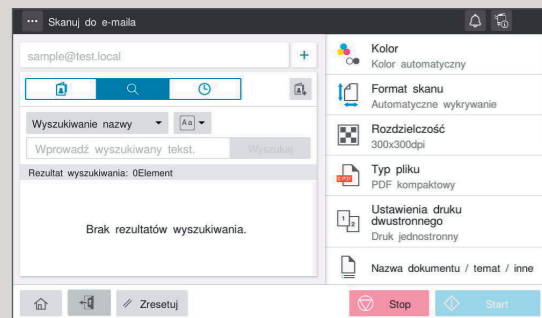 Skanuj do e-maila
sample@test.local
Wyszukiwanie nazwy
Aa
Wprowadź wyszukiwany tekst.
Wyszukaj
Rezultat wyszukiwania: 0Element
Brak rezultatów wyszukiwania.
Kolor
Kolor automatyczny
Format skanu
Automatyczne wykrywanie
Rozdzielczość
300x300dpi
Typ pliku
PDF kompaktowy
Ustawienia druku
dwustronnego
Druk jednostronny
Nazwa dokumentu / temat / inne
Zresetuj
Stop
Start